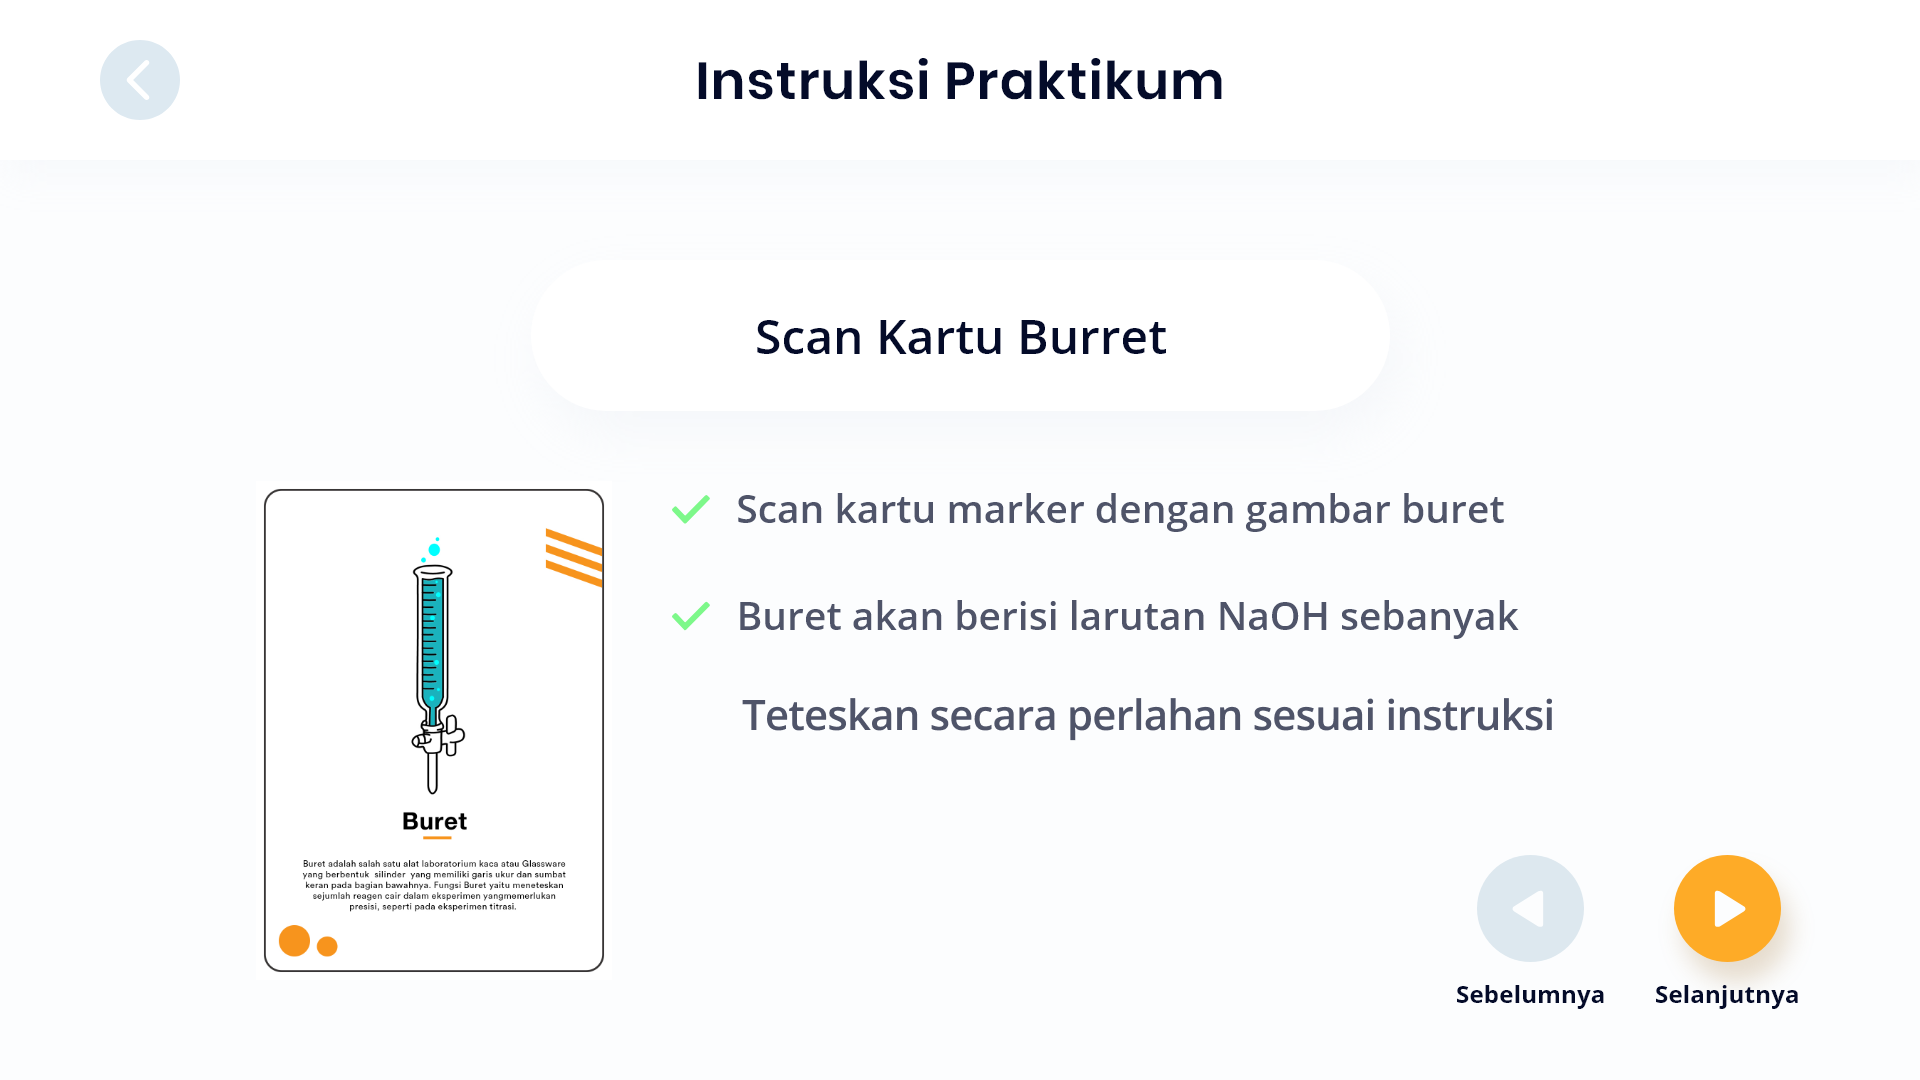 Instruksi Praktikum
Scan Kartu Burret
Scan kartu marker dengan gambar buret
Buret akan berisi larutan NaOH sebanyak
Teteskan secara perlahan sesuai instruksi
Buret
Buret adalah salah satu alat laboratorium kaca atau Glassware
yang berbentuk silinder yang memiliki garis ukur dan sumbat
keran pada bagian bawahnya. Fungsi Buret yaitu meneteskan
sejumlah reagen cair dalam eksperimen yangmemerlukan
presisi, seperti pada eksperimen titrasi.
Sebelumnya
Selanjutnya